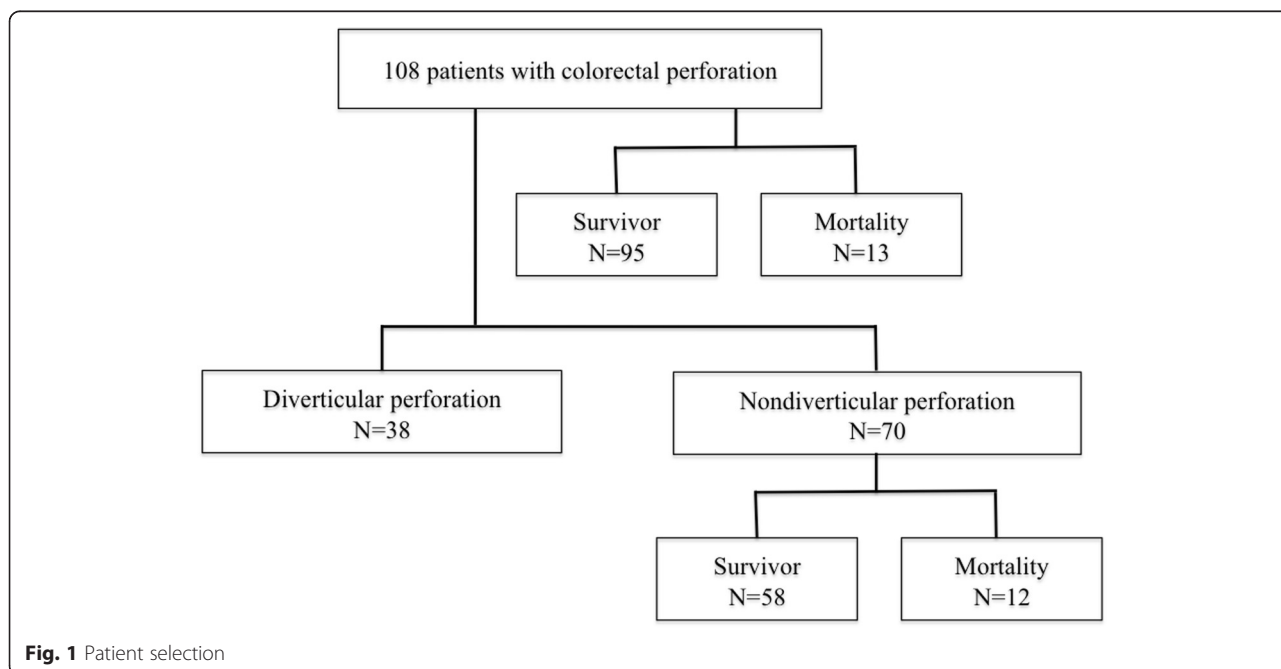 108 patients with colorectal perforation
Survivor
N=95
Mortality
N=13
Diverticular perforation
N=38
Nondiverticular perforation
N=70
Survivor
N=58
Mortality
N=12
Fig. 1 Patient selection